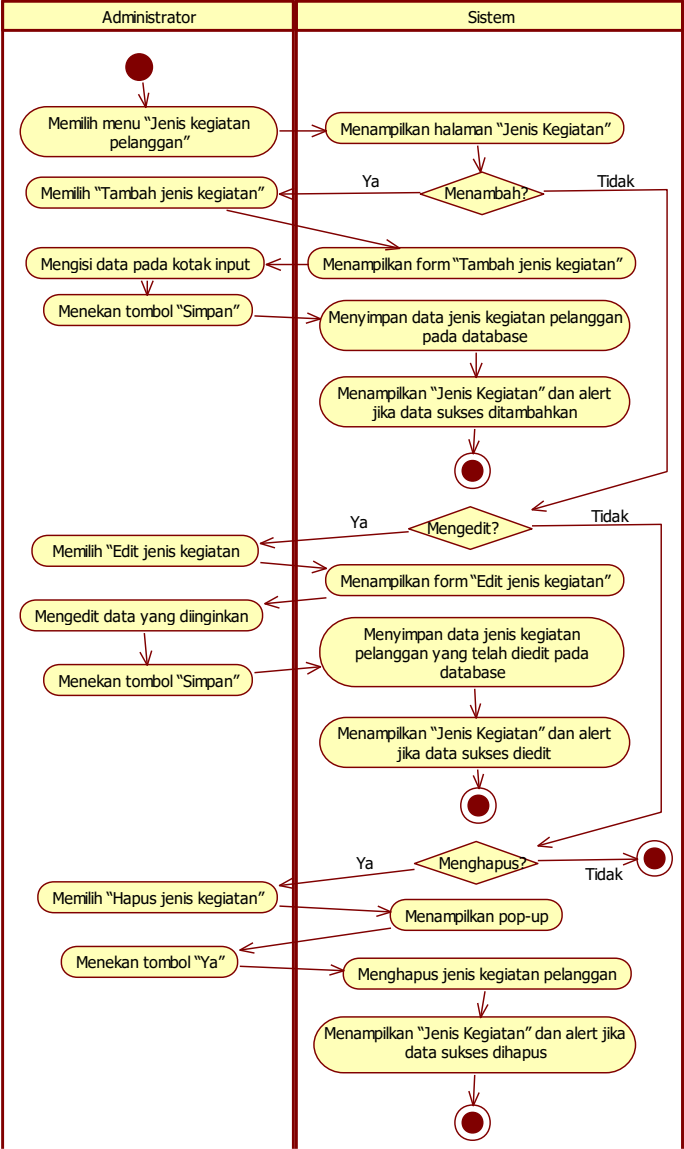 Administrator
Sistem
Memilih menu “Jenis kegiatan
pelanggan”
Menampilkan halaman “Jenis Kegiatan”
Ya
Menambah?
Tidak
Memilih “Tambah jenis kegiatan”
Mengisi data pada kotak input
Menampilkan form “Tambah jenis kegiatan”
Menekan tombol “Simpan”
Menyimpan data jenis kegiatan pelanggan
pada database
Menampilkan “Jenis Kegiatan” dan alert
jika data sukses ditambahkan
Ya
Mengedit?
Tidak
Memilih “Edit jenis kegiatan
Menampilkan form “Edit jenis kegiatan”
Mengedit data yang diinginkan
Menyimpan data jenis kegiatan
pelanggan yang telah diedit pada
database
Menekan tombol “Simpan”
Menampilkan “Jenis Kegiatan” dan alert
jika data sukses diedit
Ya
Menghapus?
Tidak
Memilih “Hapus jenis kegiatan”
Menampilkan pop-up
Menekan tombol “Ya”
Menghapus jenis kegiatan pelanggan
Menampilkan “Jenis Kegiatan” dan alert jika
data sukses dihapus